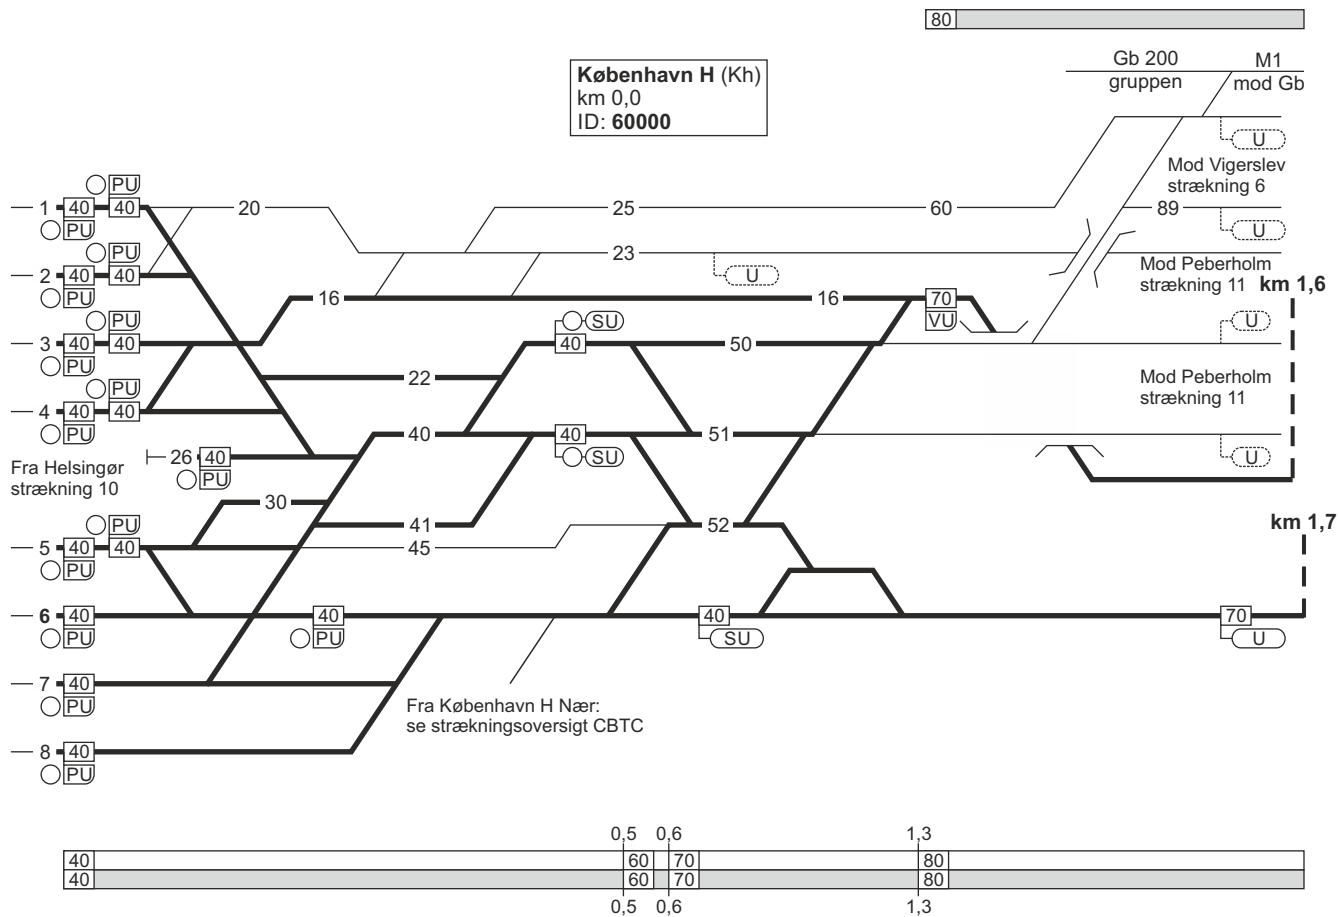 80
Gb 200 M1
gruppen mod Gb
København H (Kh)
km 0,0
ID: 60000
U
Mod Vigerslev
strækning 6
PU
1 40 40 20 25 60 89
PU
U
PU
23
2 40 40
U
Mod Peberholm
strækning 11
km 1,6
PU
16 16 70
PU
SU
VU
U
3 40 40
40
50
PU
22
Mod Peberholm
strækning 11
PU
4 40 40
PU
40 40 51
26 40
SU
U
Fra Helsingør
strækning 10
PU
30
PU
41 52
km 1,7
5 40 40 45
PU
6 40 40 40 70
PU PU SU U
7 40
PU
Fra København H Nær:
se strækningsoversigt CBTC
8 40
PU
0,5 0,6 1,3
40 60 70 80
40 60 70 80
0,5 0,6 1,3